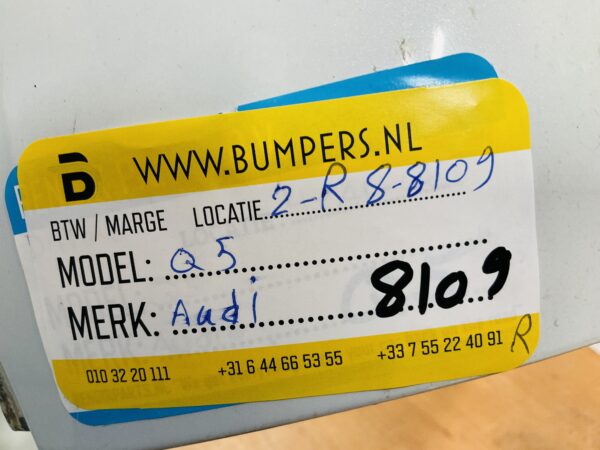 WWW.BUMPERS.NL
BTW / MARGE LOCATIE 2-R 8-8109
MODEL: Q5
MERK: Audi 8109
010 32 20 111 +31 6 44 66 53 55 +33 7 55 22 40 91 R